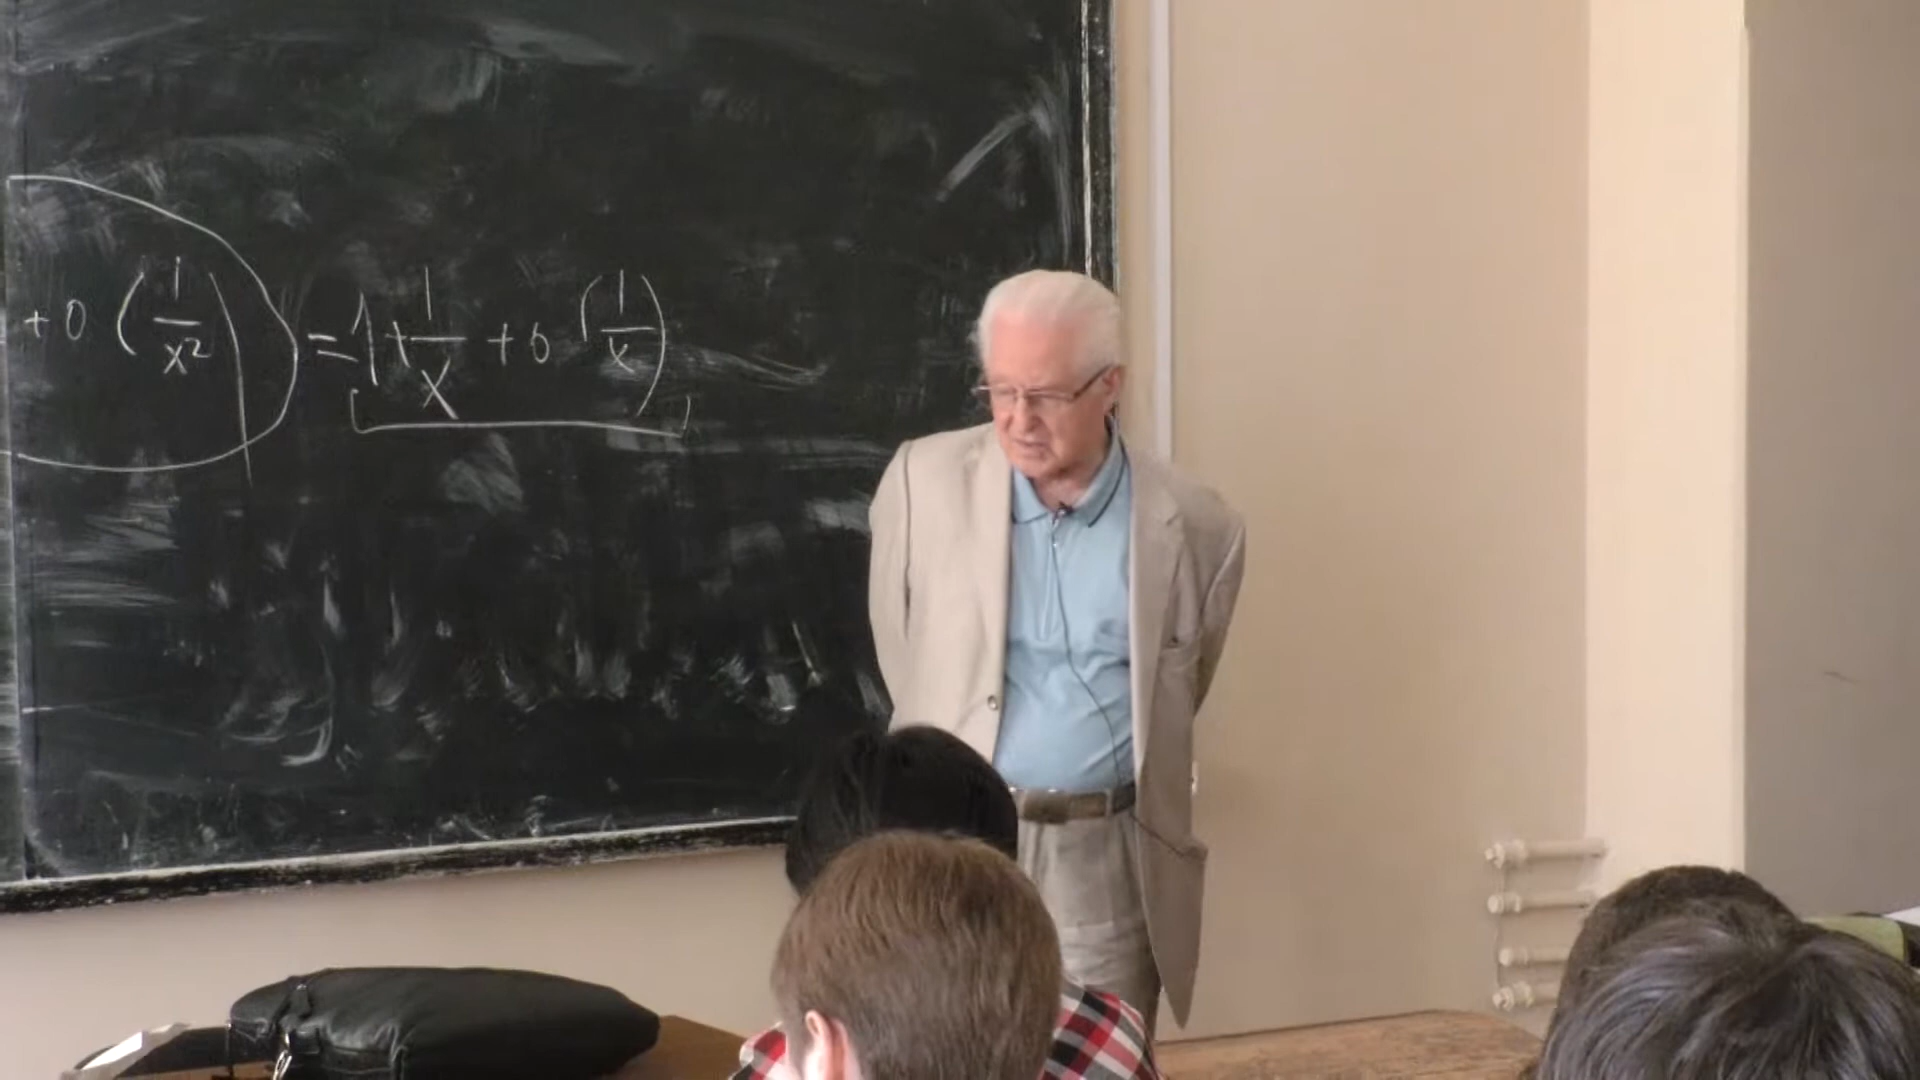 + o (1/x²)) = 1 + 1/x + o (1/x)